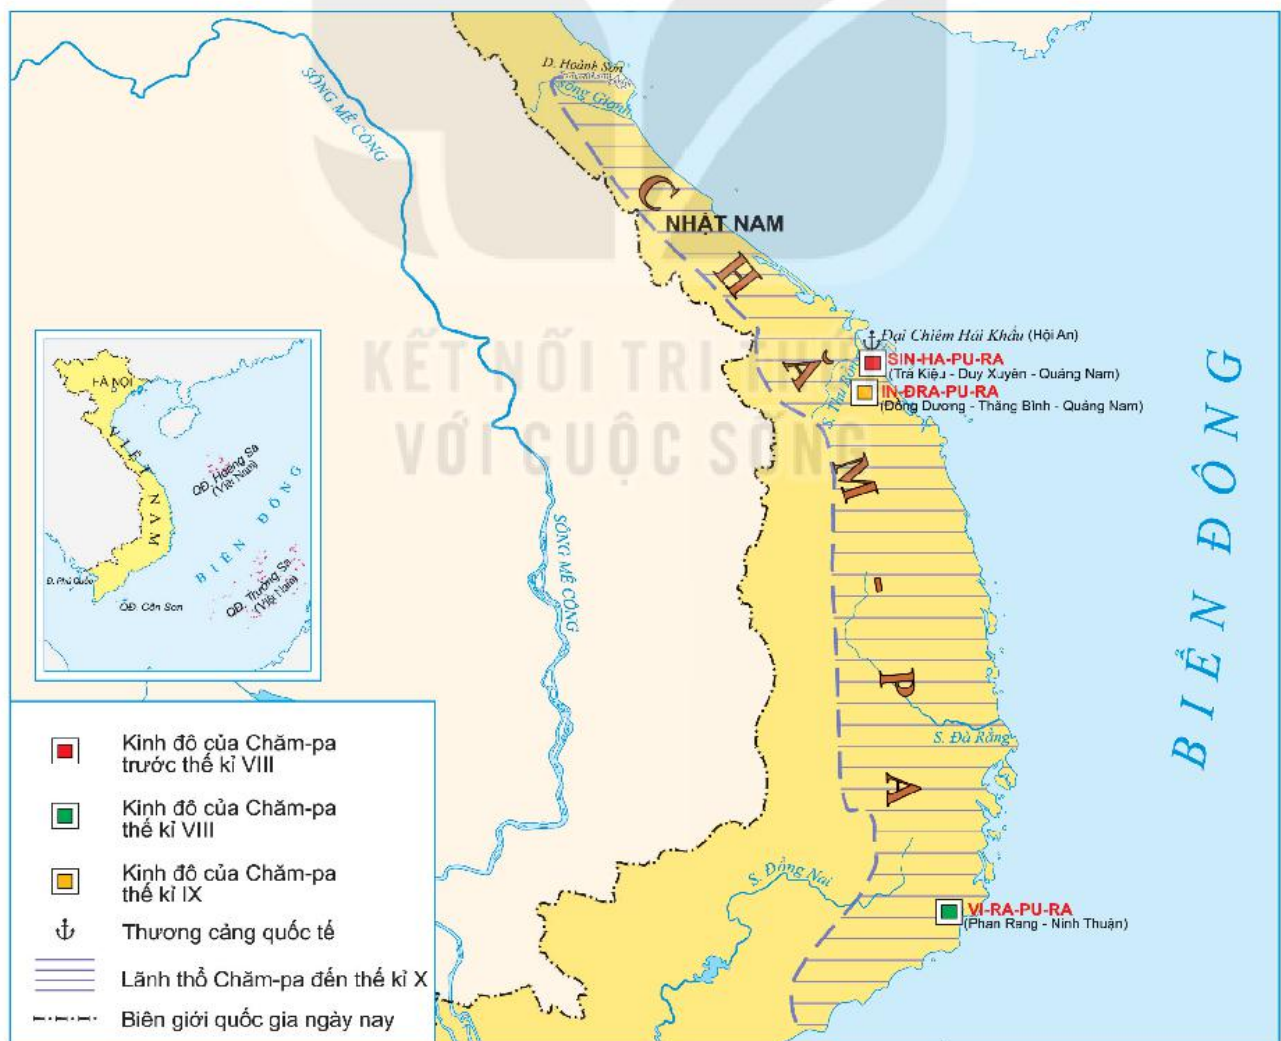 D. Hoành Sơn
sông Gianh
SÔNG MÊ CÔNG
CHĂM-PA
NHẬT NAM
KẾT NỐI TRI THỨC
VỚI CUỘC SỐNG
Đại Chiêm Hải Khẩu (Hội An)
SIN-HA-PU-RA
(Trà Kiệu - Duy Xuyên - Quảng Nam)
IN-ĐRA-PU-RA
(Đồng Dương - Thăng Bình - Quảng Nam)
S. Thu Bồn
BIỂN ĐÔNG
HÀ NỘI
VIỆT NAM
QĐ. Hoàng Sa
(Việt Nam)
BIỂN ĐÔNG
QĐ. Trường Sa
(Việt Nam)
Đ. Phú Quốc
QĐ. Côn Sơn
SÔNG MÊ CÔNG
S. Đà Rằng
S. Đồng Nai
VI-RA-PU-RA
(Phan Rang - Ninh Thuận)
Kinh đô của Chăm-pa
trước thế kỉ VIII
Kinh đô của Chăm-pa
thế kỉ VIII
Kinh đô của Chăm-pa
thế kỉ IX
Thương cảng quốc tế
Lãnh thổ Chăm-pa đến thế kỉ X
Biên giới quốc gia ngày nay